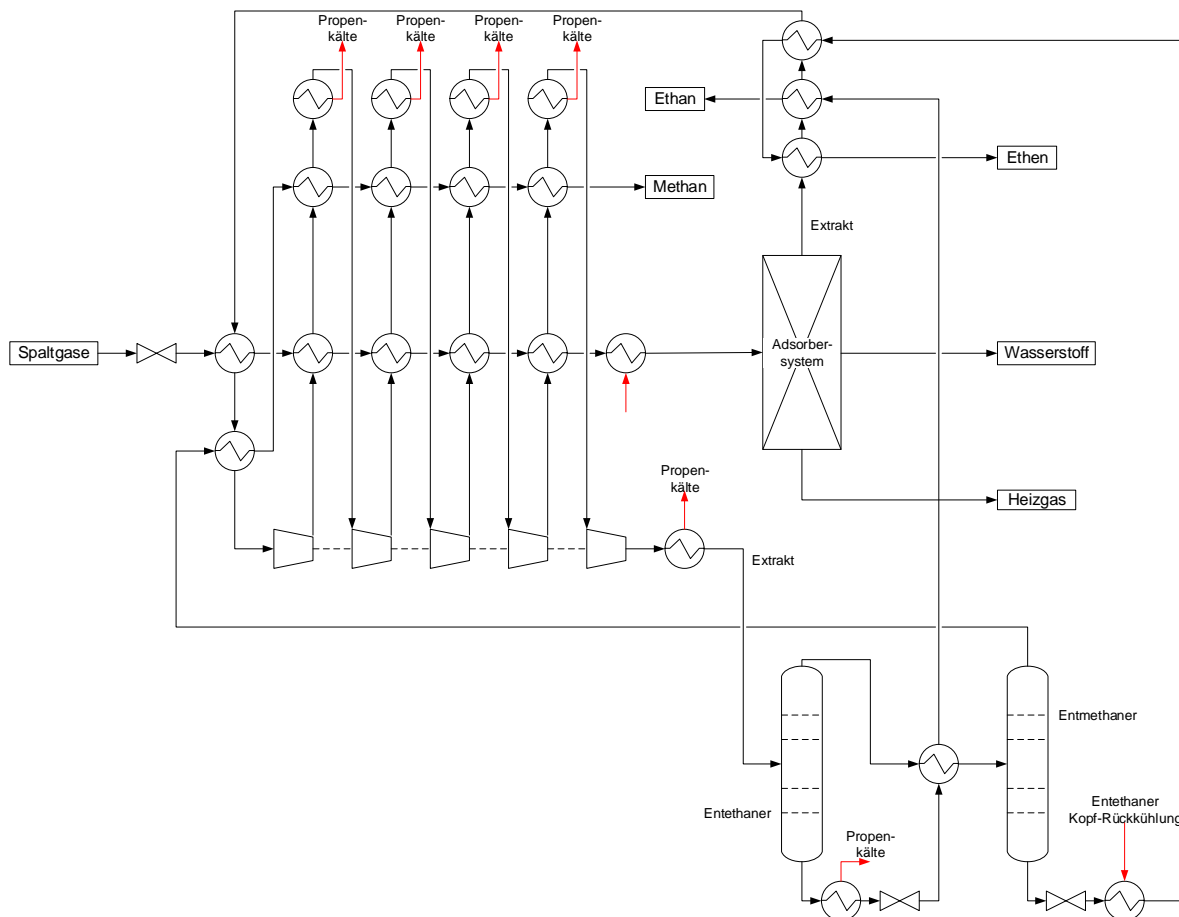 Propen-
kälte
Propen-
kälte
Propen-
kälte
Propen-
kälte
Ethan
Ethen
Methan
Extrakt
Spaltgase
Adsorber-
system
Wasserstoff
Propen-
kälte
Heizgas
Extrakt
Entmethaner
Entethaner
Entethaner
Kopf-Rückkühlung
Propen-
kälte